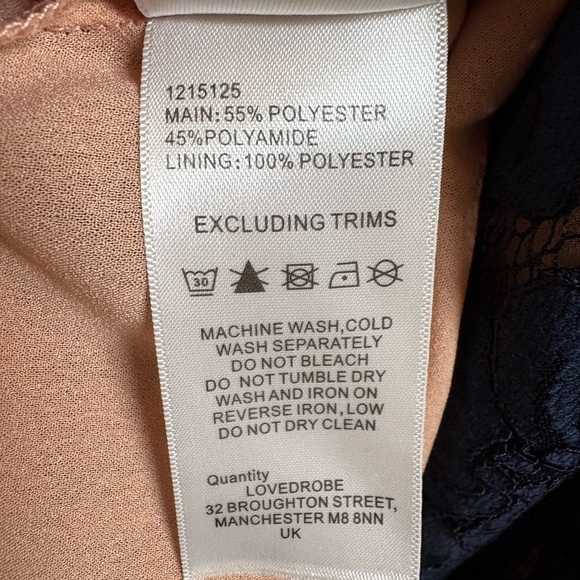 1215125
MAIN: 55% POLYESTER
45%POLYAMIDE
LINING: 100% POLYESTER
EXCLUDING TRIMS
30
MACHINE WASH,COLD
WASH SEPARATELY
DO NOT BLEACH
DO NOT TUMBLE DRY
WASH AND IRON ON
REVERSE IRON, LOW
DO NOT DRY CLEAN
Quantity
LOVEDROBE
32 BROUGHTON STREET,
MANCHESTER M8 8NN
UK